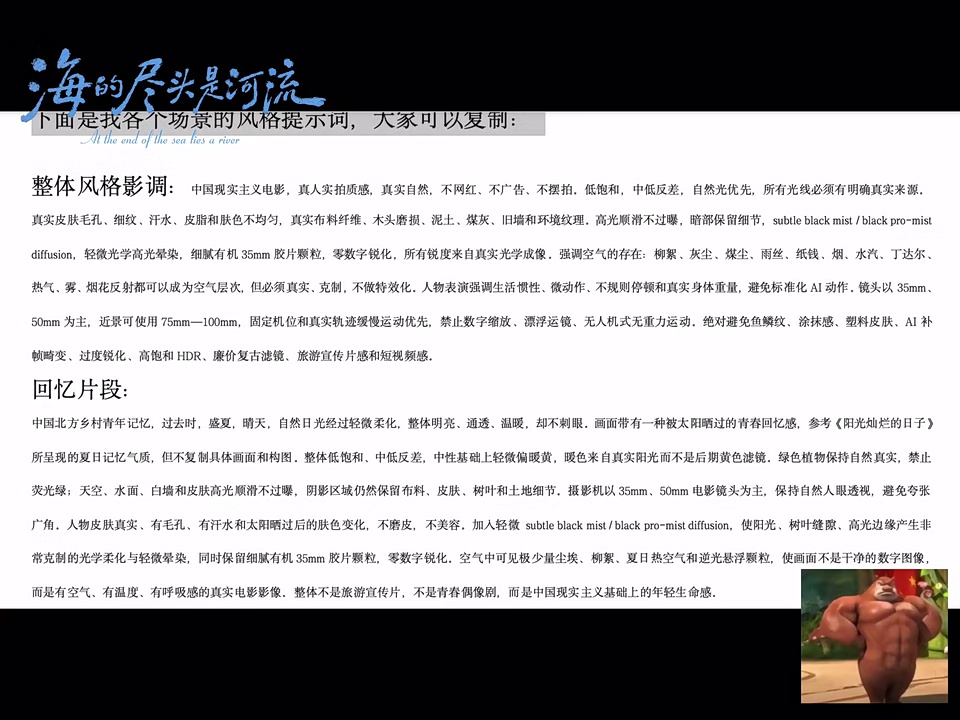 海的尽头是河流
下面是我各个场景的风格提示词，大家可以复制：
At the end of the sea lies a river
整体风格影调：中国现实主义电影，真人实拍质感，真实自然，不网红、不广告、不摆拍。低饱和，中低反差，自然光优先，所有光线必须有明确真实来源。
真实皮肤毛孔、细纹、汗水、皮脂和肤色不均匀，真实布料纤维、木头磨损、泥土、煤灰、旧墙和环境纹理。高光顺滑不过曝，暗部保留细节，subtle black mist / black pro-mist
diffusion，轻微光学高光晕染，细腻有机 35mm 胶片颗粒，零数字锐化，所有锐度来自真实光学成像。强调空气的存在：柳絮、灰尘、煤尘、雨丝、纸钱、烟、水汽、丁达尔、
热气、雾、烟花反射都可以成为空气层次，但必须真实、克制，不做特效化。人物表演强调生活惯性、微动作、不规则停顿和真实身体重量，避免标准化 AI 动作。镜头以 35mm、
50mm 为主，近景可使用 75mm—100mm，固定机位和真实轨迹缓慢运动优先，禁止数字缩放、漂浮运镜、无人机式无重力运动。绝对避免鱼鳞纹、涂抹感、塑料皮肤、AI 补
帧畸变、过度锐化、高饱和 HDR、廉价复古滤镜、旅游宣传片感和短视频感。
回忆片段：
中国北方乡村青年记忆，过去时，盛夏，晴天，自然日光经过轻微柔化，整体明亮、通透、温暖，却不刺眼。画面带有一种被太阳晒过的青春回忆感，参考《阳光灿烂的日子》
所呈现的夏日记忆气质，但不复制具体画面和构图。整体低饱和、中低反差，中性基础上轻微偏暖黄，暖色来自真实阳光而不是后期黄色滤镜。绿色植物保持自然真实，禁止
荧光绿；天空、水面、白墙和皮肤高光顺滑不过曝，阴影区域仍然保留布料、皮肤、树叶和土地细节。摄影机以 35mm、50mm 电影镜头为主，保持自然人眼透视，避免夸张
广角。人物皮肤真实、有毛孔、有汗水和太阳晒过后的肤色变化，不磨皮，不美容。加入轻微 subtle black mist / black pro-mist diffusion，使阳光、树叶缝隙、高光边缘产生非
常克制的光学柔化与轻微晕染，同时保留细腻有机 35mm 胶片颗粒，零数字锐化。空气中可见极少量尘埃、柳絮、夏日热空气和逆光悬浮颗粒，使画面不是干净的数字图像，
而是有空气、有温度、有呼吸感的真实电影影像。整体不是旅游宣传片，不是青春偶像剧，而是中国现实主义基础上的年轻生命感。